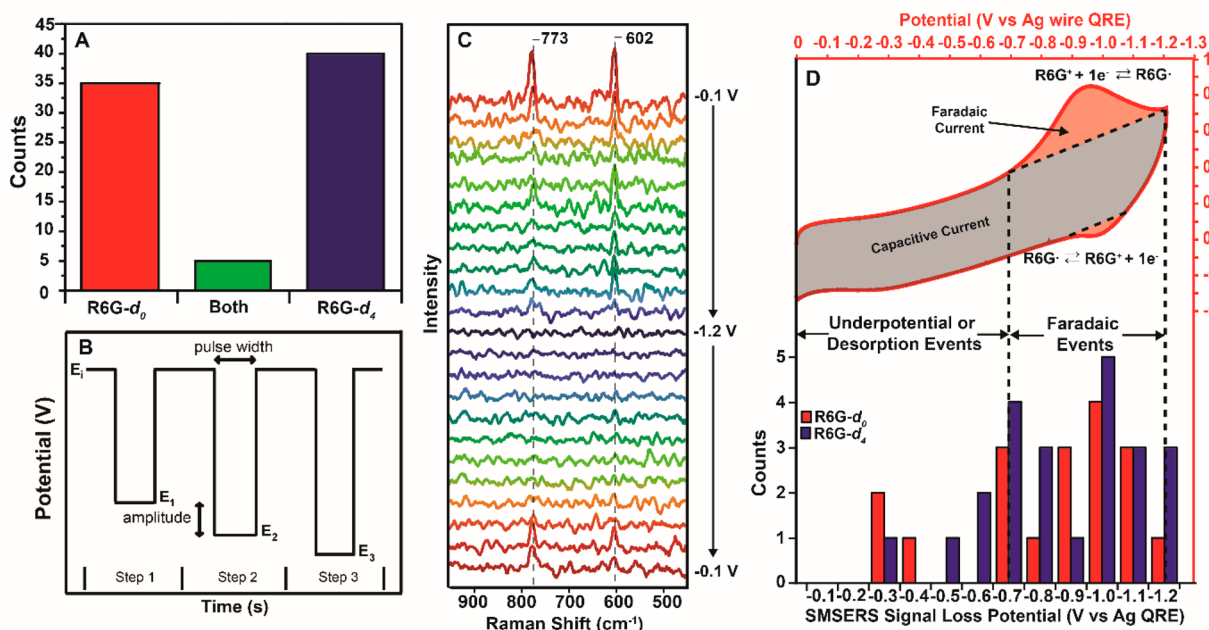 A
45
40
35
30
25
20
15
10
5
0
Counts
R6G-d₀
Both
R6G-d₄
B
pulse width
Eᵢ
E₁
amplitude
E₂
E₃
Potential (V)
Step 1
Step 2
Step 3
Time (s)
C
773
602
-0.1 V
-1.2 V
-0.1 V
Intensity
900
800
700
600
500
Raman Shift (cm⁻¹)
Potential (V vs Ag wire QRE)
0 -0.1 -0.2 -0.3 -0.4 -0.5 -0.6 -0.7 -0.8 -0.9 -1.0 -1.1 -1.2 -1.3
D
R6G⁺ + 1e⁻ ⇄ R6G·
Faradaic
Current
Capacitive Current
R6G· ⇄ R6G⁺ + 1e⁻
Underpotential or
Desorption Events
Faradaic
Events
R6G-d₀
R6G-d₄
5
4
3
2
1
0
Counts
-0.1 -0.2 -0.3 -0.4 -0.5 -0.6 -0.7 -0.8 -0.9 -1.0 -1.1 -1.2
SMSERS Signal Loss Potential (V vs Ag QRE)